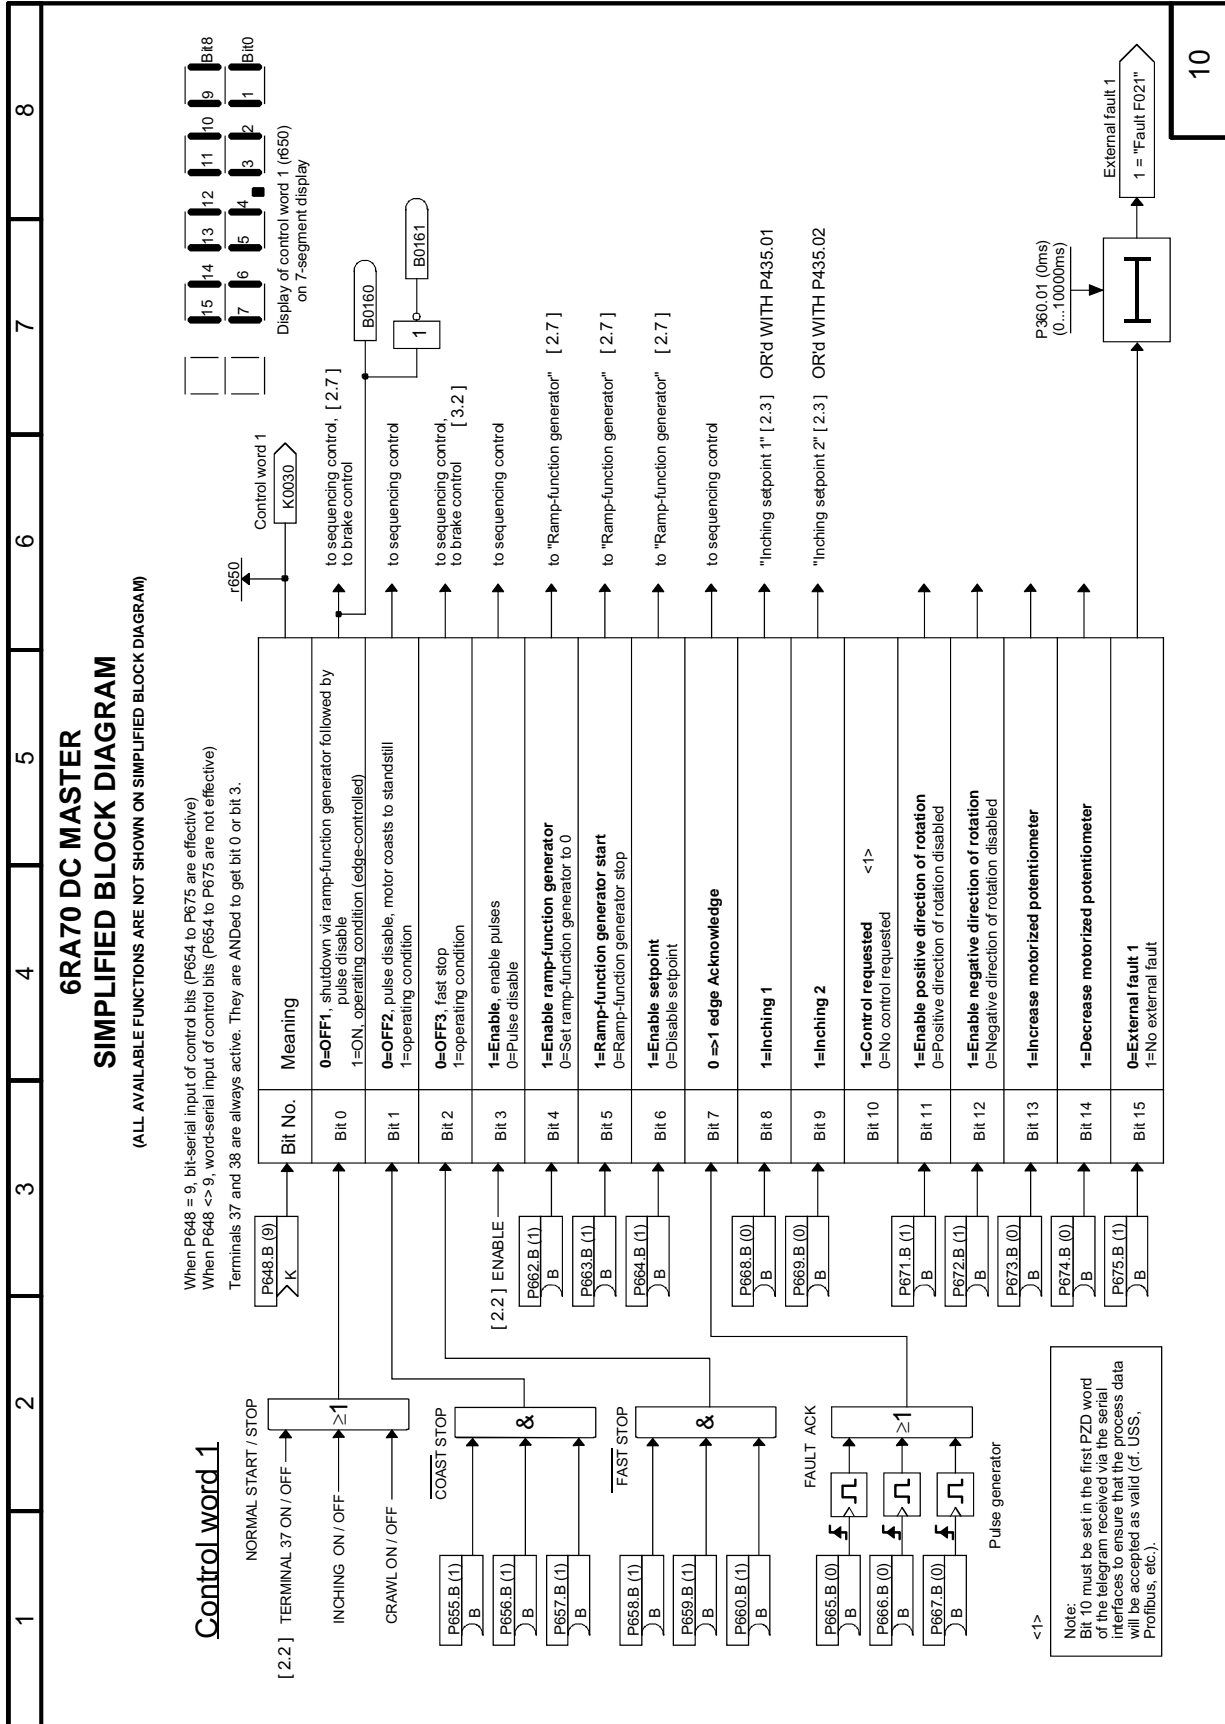 1
2
3
4
5
6
7
8
6RA70 DC MASTER
SIMPLIFIED BLOCK DIAGRAM
(ALL AVAILABLE FUNCTIONS ARE NOT SHOWN ON SIMPLIFIED BLOCK DIAGRAM)
Control word 1
When P648 = 9, bit-serial input of control bits (P654 to P675 are effective)
When P648 <> 9, word-serial input of control bits (P654 to P675 are not effective)
Terminals 37 and 38 are always active. They are ANDed to get bit 0 or bit 3.
15 14 13 12 11 10 9 Bit8
7 6 5 4 3 2 1 Bit0
Display of control word 1 (r650)
on 7-segment display
r650
Control word 1
K0030
P648.B (9)
K
Bit No.
Meaning
NORMAL START / STOP
[ 2.2 ] TERMINAL 37 ON / OFF
INCHING ON / OFF
CRAWL ON / OFF
≥1
Bit 0
0=OFF1, shutdown via ramp-function generator followed by
pulse disable
1=ON, operating condition (edge-controlled)
to sequencing control, [ 2.7 ]
to brake control
B0160
1
B0161
COAST STOP
P655.B (1)
B
P656.B (1)
B
P657.B (1)
B
&
Bit 1
0=OFF2, pulse disable, motor coasts to standstill
1=operating condition
to sequencing control
FAST STOP
P658.B (1)
B
P659.B (1)
B
P660.B (1)
B
&
Bit 2
0=OFF3, fast stop
1=operating condition
to sequencing control,
to brake control [ 3.2 ]
[ 2.2 ] ENABLE
Bit 3
1=Enable, enable pulses
0=Pulse disable
to sequencing control
P662.B (1)
B
Bit 4
1=Enable ramp-function generator
0=Set ramp-function generator to 0
to "Ramp-function generator" [ 2.7 ]
P663.B (1)
B
Bit 5
1=Ramp-function generator start
0=Ramp-function generator stop
to "Ramp-function generator" [ 2.7 ]
P664.B (1)
B
Bit 6
1=Enable setpoint
0=Disable setpoint
to "Ramp-function generator" [ 2.7 ]
FAULT ACK
P665.B (0)
B
P666.B (0)
B
P667.B (0)
B
≥1
Pulse generator
Bit 7
0 =>1 edge Acknowledge
to sequencing control
P668.B (0)
B
Bit 8
1=Inching 1
"Inching setpoint 1" [ 2.3 ] OR'd WITH P435.01
P669.B (0)
B
Bit 9
1=Inching 2
"Inching setpoint 2" [ 2.3 ] OR'd WITH P435.02
Bit 10
1=Control requested <1>
0=No control requested
P671.B (1)
B
Bit 11
1=Enable positive direction of rotation
0=Positive direction of rotation disabled
P672.B (1)
B
Bit 12
1=Enable negative direction of rotation
0=Negative direction of rotation disabled
P673.B (0)
B
Bit 13
1=Increase motorized potentiometer
P674.B (0)
B
Bit 14
1=Decrease motorized potentiometer
P675.B (1)
B
Bit 15
0=External fault 1
1=No external fault
P360.01 (0ms)
(0...10000ms)
External fault 1
1 = "Fault F021"
<1>
Note:
Bit 10 must be set in the first PZD word
of the telegram received via the serial
interfaces to ensure that the process data
will be accepted as valid (cf. USS,
Profibus, etc.).
10